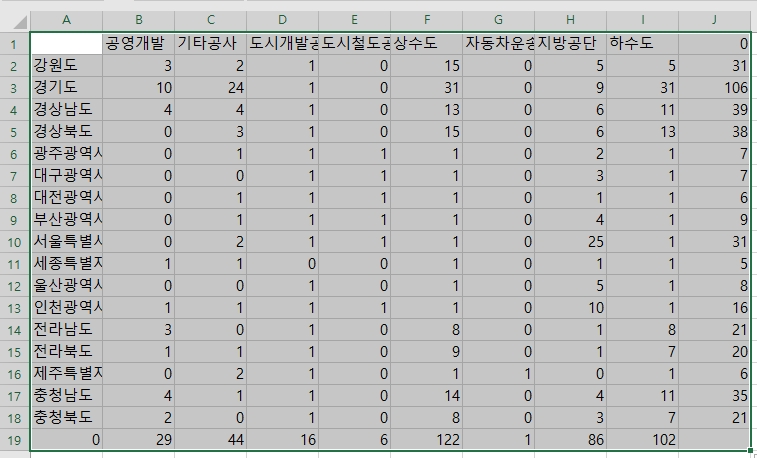 A B C D E F G H I J
1 공영개발 기타공사 도시개발공 도시철도공 상수도 자동차운송 지방공단 하수도 0
2 강원도 3 2 1 0 15 0 5 5 31
3 경기도 10 24 1 0 31 0 9 31 106
4 경상남도 4 4 1 0 13 0 6 11 39
5 경상북도 0 3 1 0 15 0 6 13 38
6 광주광역시 0 1 1 1 1 0 2 1 7
7 대구광역시 0 0 1 1 1 0 3 1 7
8 대전광역시 0 1 1 1 1 0 1 1 6
9 부산광역시 0 1 1 1 1 0 4 1 9
10 서울특별시 0 2 1 1 1 0 25 1 31
11 세종특별자 1 1 0 0 1 0 1 1 5
12 울산광역시 0 0 1 0 1 0 5 1 8
13 인천광역시 1 1 1 1 1 0 10 1 16
14 전라남도 3 0 1 0 8 0 1 8 21
15 전라북도 1 1 1 0 9 0 1 7 20
16 제주특별자 0 2 1 0 1 1 0 1 6
17 충청남도 4 1 1 0 14 0 4 11 35
18 충청북도 2 0 1 0 8 0 3 7 21
19 0 29 44 16 6 122 1 86 102